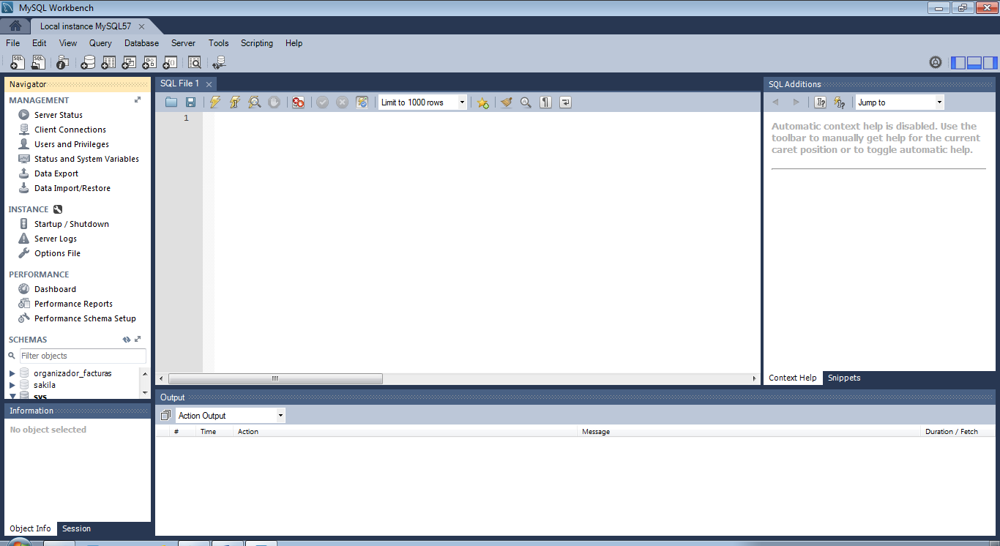 MySQL Workbench
Local instance MySQL57
File Edit View Query Database Server Tools Scripting Help
Navigator
MANAGEMENT
Server Status
Client Connections
Users and Privileges
Status and System Variables
Data Export
Data Import/Restore
INSTANCE
Startup / Shutdown
Server Logs
Options File
PERFORMANCE
Dashboard
Performance Reports
Performance Schema Setup
SCHEMAS
Filter objects
organizador_facturas
sakila
sys
Information
No object selected
Object Info Session
SQL File 1
Limit to 1000 rows
1
SQL Additions
Jump to
Automatic context help is disabled. Use the
toolbar to manually get help for the current
caret position or to toggle automatic help.
Context Help Snippets
Output
Action Output
# Time Action Message Duration / Fetch